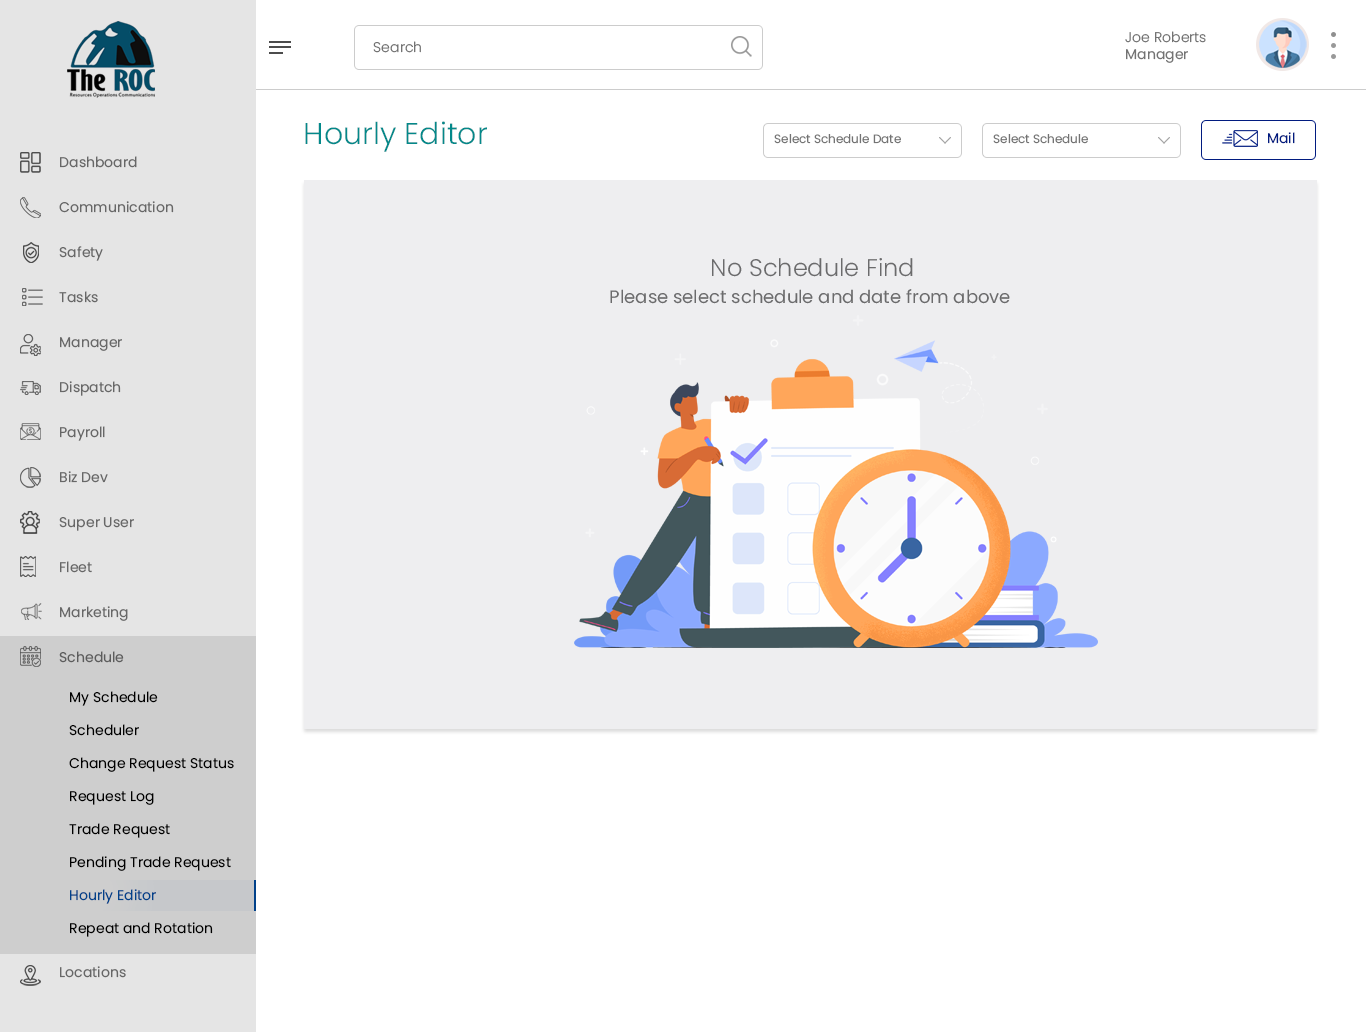 The ROC
Resources Operations Communications
Search
Joe Roberts
Manager
Dashboard
Communication
Safety
Tasks
Manager
Dispatch
Payroll
Biz Dev
Super User
Fleet
Marketing
Schedule
My Schedule
Scheduler
Change Request Status
Request Log
Trade Request
Pending Trade Request
Hourly Editor
Repeat and Rotation
Locations
Hourly Editor
Select Schedule Date
Select Schedule
Mail
No Schedule Find
Please select schedule and date from above